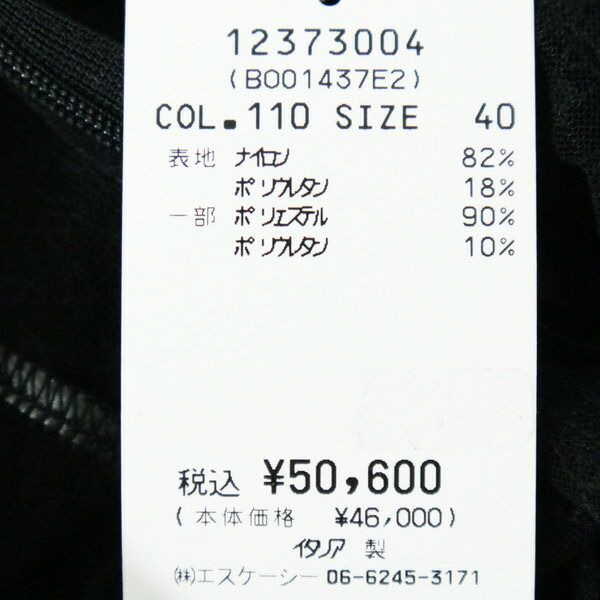 12373004
(B001437E2)
COL.110 SIZE 40
表地 ナイロン 82%
ポリウレタン 18%
一部 ポリエステル 90%
ポリウレタン 10%
税込 ¥50,600
(本体価格 ¥46,000)
イタリア 製
㈱エスケーシー 06-6245-3171